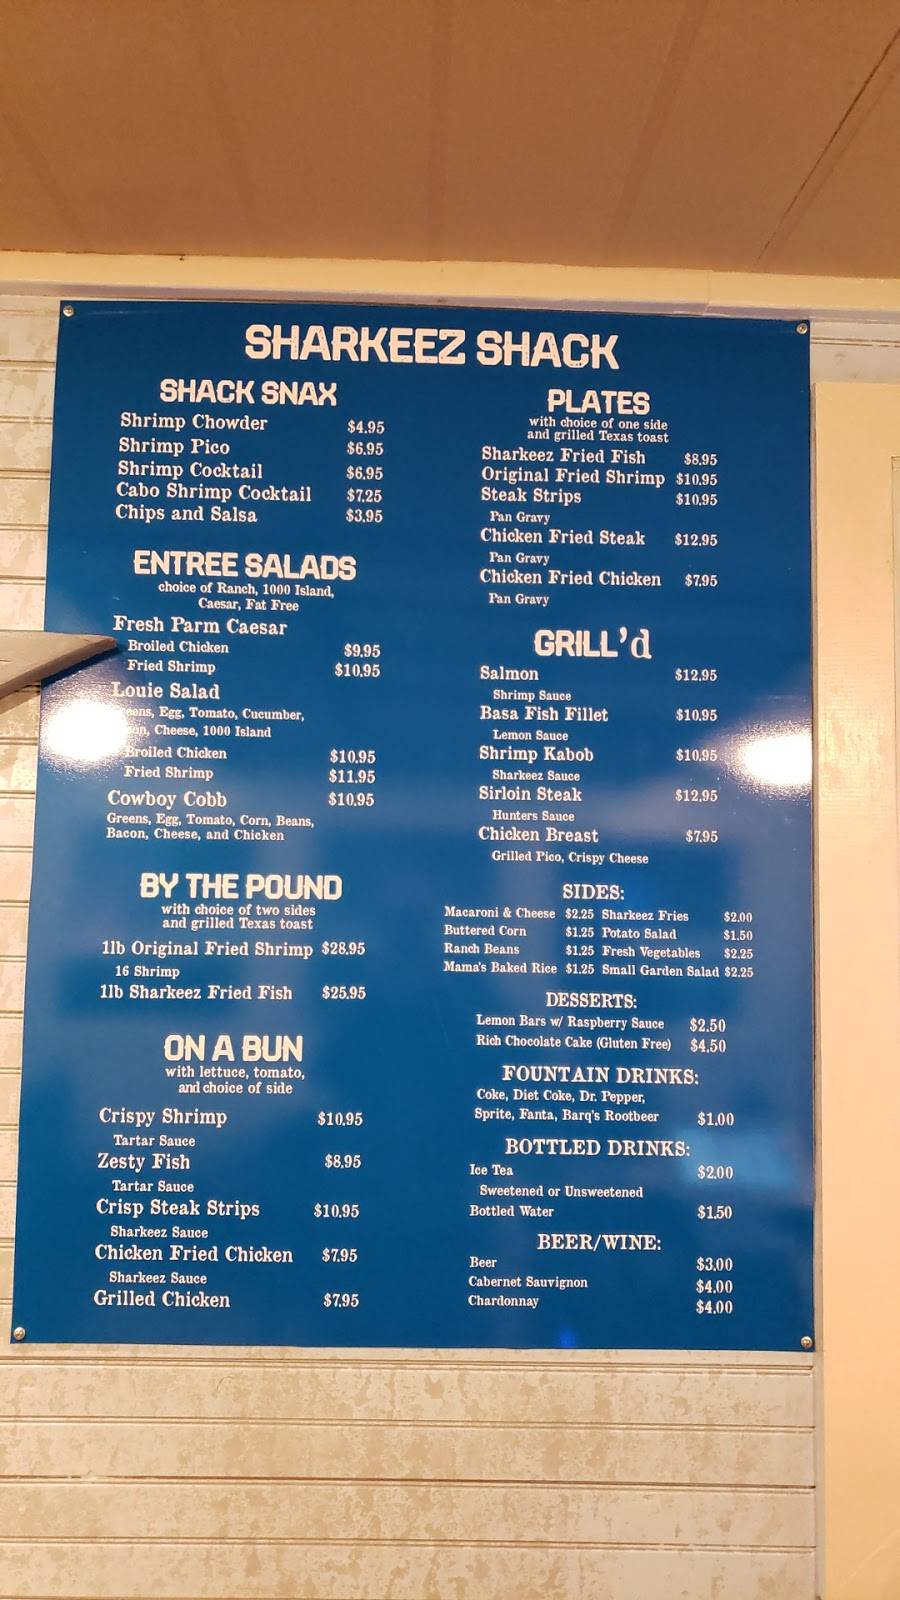 SHARKEEZ SHACK
SHACK SNAX
Shrimp Chowder $4.95
Shrimp Pico $6.95
Shrimp Cocktail $6.95
Cabo Shrimp Cocktail $7.25
Chips and Salsa $3.95
ENTREE SALADS
choice of Ranch, 1000 Island,
Caesar, Fat Free
Fresh Parm Caesar
Broiled Chicken $9.95
Fried Shrimp $10.95
Louie Salad
Egg, Tomato, Cucumber,
Cheese, 1000 Island
Broiled Chicken $10.95
Fried Shrimp $11.95
Cowboy Cobb $10.95
Greens, Egg, Tomato, Corn, Beans,
Bacon, Cheese, and Chicken
BY THE POUND
with choice of two sides
and grilled Texas toast
1lb Original Fried Shrimp $28.95
16 Shrimp
1lb Sharkeez Fried Fish $25.95
ON A BUN
with lettuce, tomato,
and choice of side
Crispy Shrimp $10.95
Tartar Sauce
Zesty Fish $8.95
Tartar Sauce
Crisp Steak Strips $10.95
Sharkeez Sauce
Chicken Fried Chicken $7.95
Sharkeez Sauce
Grilled Chicken $7.95
PLATES
with choice of one side
and grilled Texas toast
Sharkeez Fried Fish $8.95
Original Fried Shrimp $10.95
Steak Strips $10.95
Pan Gravy
Chicken Fried Steak $12.95
Pan Gravy
Chicken Fried Chicken $7.95
Pan Gravy
GRILL'd
Salmon $12.95
Shrimp Sauce
Basa Fish Fillet $10.95
Lemon Sauce
Shrimp Kabob $10.95
Sharkeez Sauce
Sirloin Steak $12.95
Hunters Sauce
Chicken Breast $7.95
Grilled Pico, Crispy Cheese
SIDES:
Macaroni & Cheese $2.25 Sharkeez Fries $2.00
Buttered Corn $1.25 Potato Salad $1.50
Ranch Beans $1.25 Fresh Vegetables $2.25
Mama's Baked Rice $1.25 Small Garden Salad $2.25
DESSERTS:
Lemon Bars w/ Raspberry Sauce $2.50
Rich Chocolate Cake (Gluten Free) $4.50
FOUNTAIN DRINKS:
Coke, Diet Coke, Dr. Pepper,
Sprite, Fanta, Barq's Rootbeer $1.00
BOTTLED DRINKS:
Ice Tea $2.00
Sweetened or Unsweetened
Bottled Water $1.50
BEER/WINE:
Beer $3.00
Cabernet Sauvignon $4.00
Chardonnay $4.00